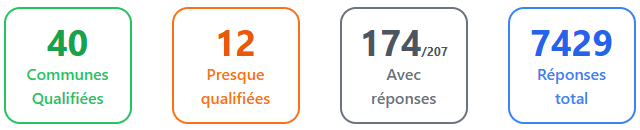 40
Communes
Qualifiées
12
Presque
qualifiées
174/207
Avec
réponses
7429
Réponses
total